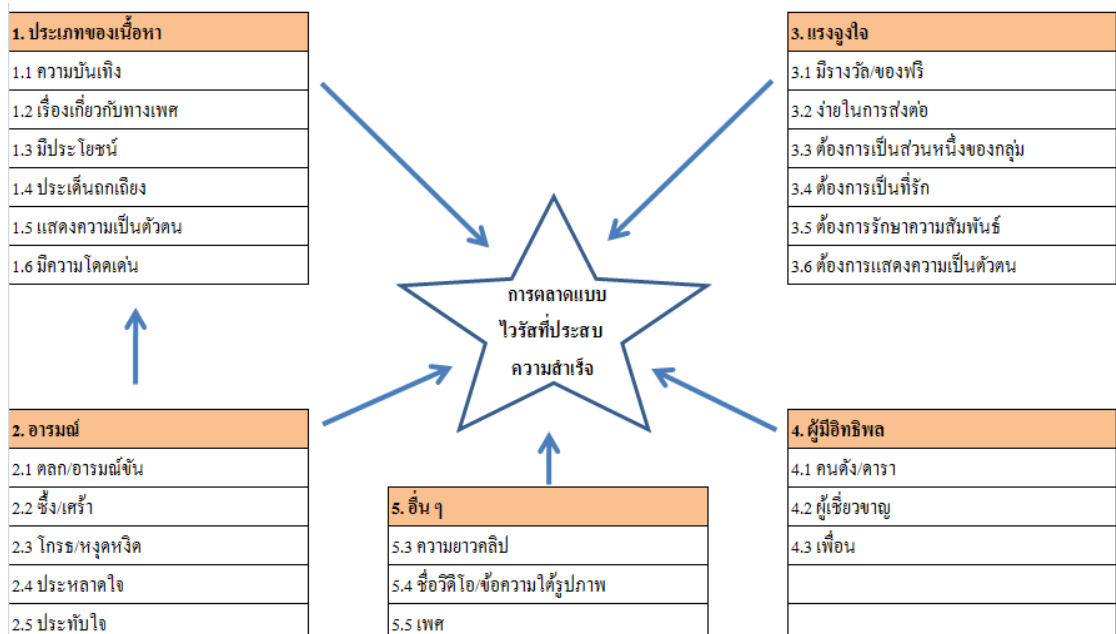 1. ประเภทของเนื้อหา
1.1 ความบันเทิง
1.2 เรื่องเกี่ยวกับทางเพศ
1.3 มีประโยชน์
1.4 ประเด็นถกเถียง
1.5 แสดงความเป็นตัวตน
1.6 มีความโดดเด่น
3. แรงจูงใจ
3.1 มีรางวัล/ของฟรี
3.2 ง่ายในการส่งต่อ
3.3 ต้องการเป็นส่วนหนึ่งของกลุ่ม
3.4 ต้องการเป็นที่รัก
3.5 ต้องการรักษาความสัมพันธ์
3.6 ต้องการแสดงความเป็นตัวตน
การตลาดแบบ
ไวรัสที่ประสบ
ความสำเร็จ
2. อารมณ์
2.1 ตลก/อารมณ์ขัน
2.2 ซึ้ง/เศร้า
2.3 โกรธ/หงุดหงิด
2.4 ประหลาดใจ
2.5 ประทับใจ
5. อื่น ๆ
5.3 ความยาวคลิป
5.4 ชื่อวิดีโอ/ข้อความใต้รูปภาพ
5.5 เพศ
4. ผู้มีอิทธิพล
4.1 คนดัง/ดารา
4.2 ผู้เชี่ยวชาญ
4.3 เพื่อน